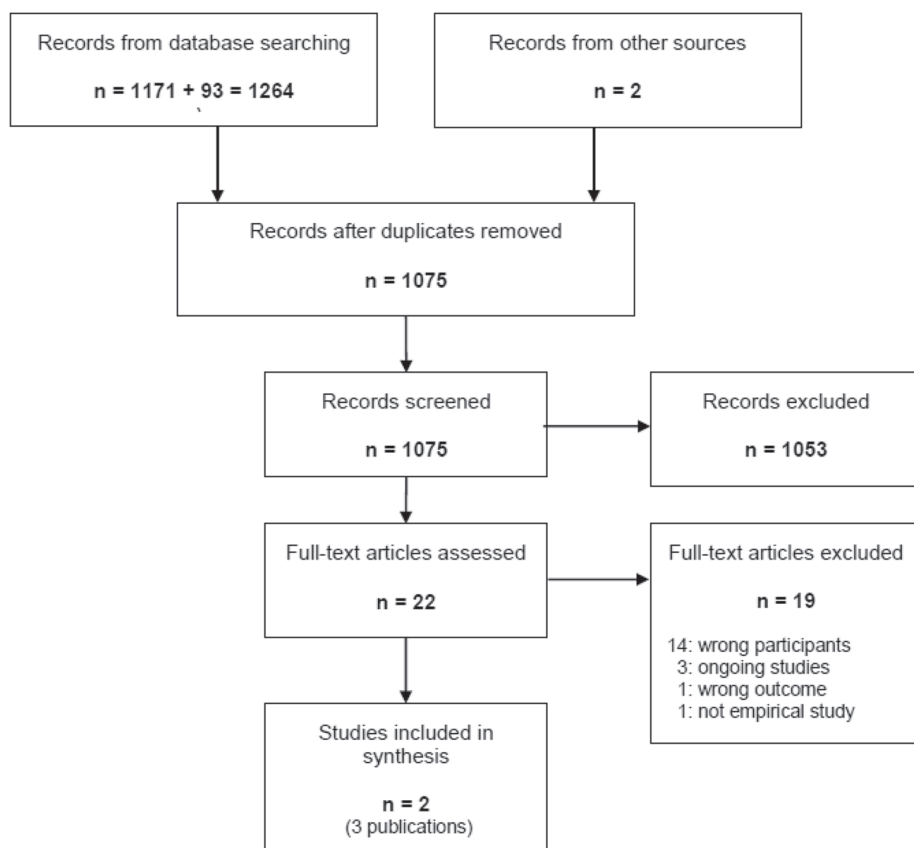 Records from database searching
n = 1171 + 93 = 1264
Records from other sources
n = 2
Records after duplicates removed
n = 1075
Records screened
n = 1075
Records excluded
n = 1053
Full-text articles assessed
n = 22
Full-text articles excluded
n = 19
14: wrong participants
3: ongoing studies
1: wrong outcome
1: not empirical study
Studies included in
synthesis
n = 2
(3 publications)